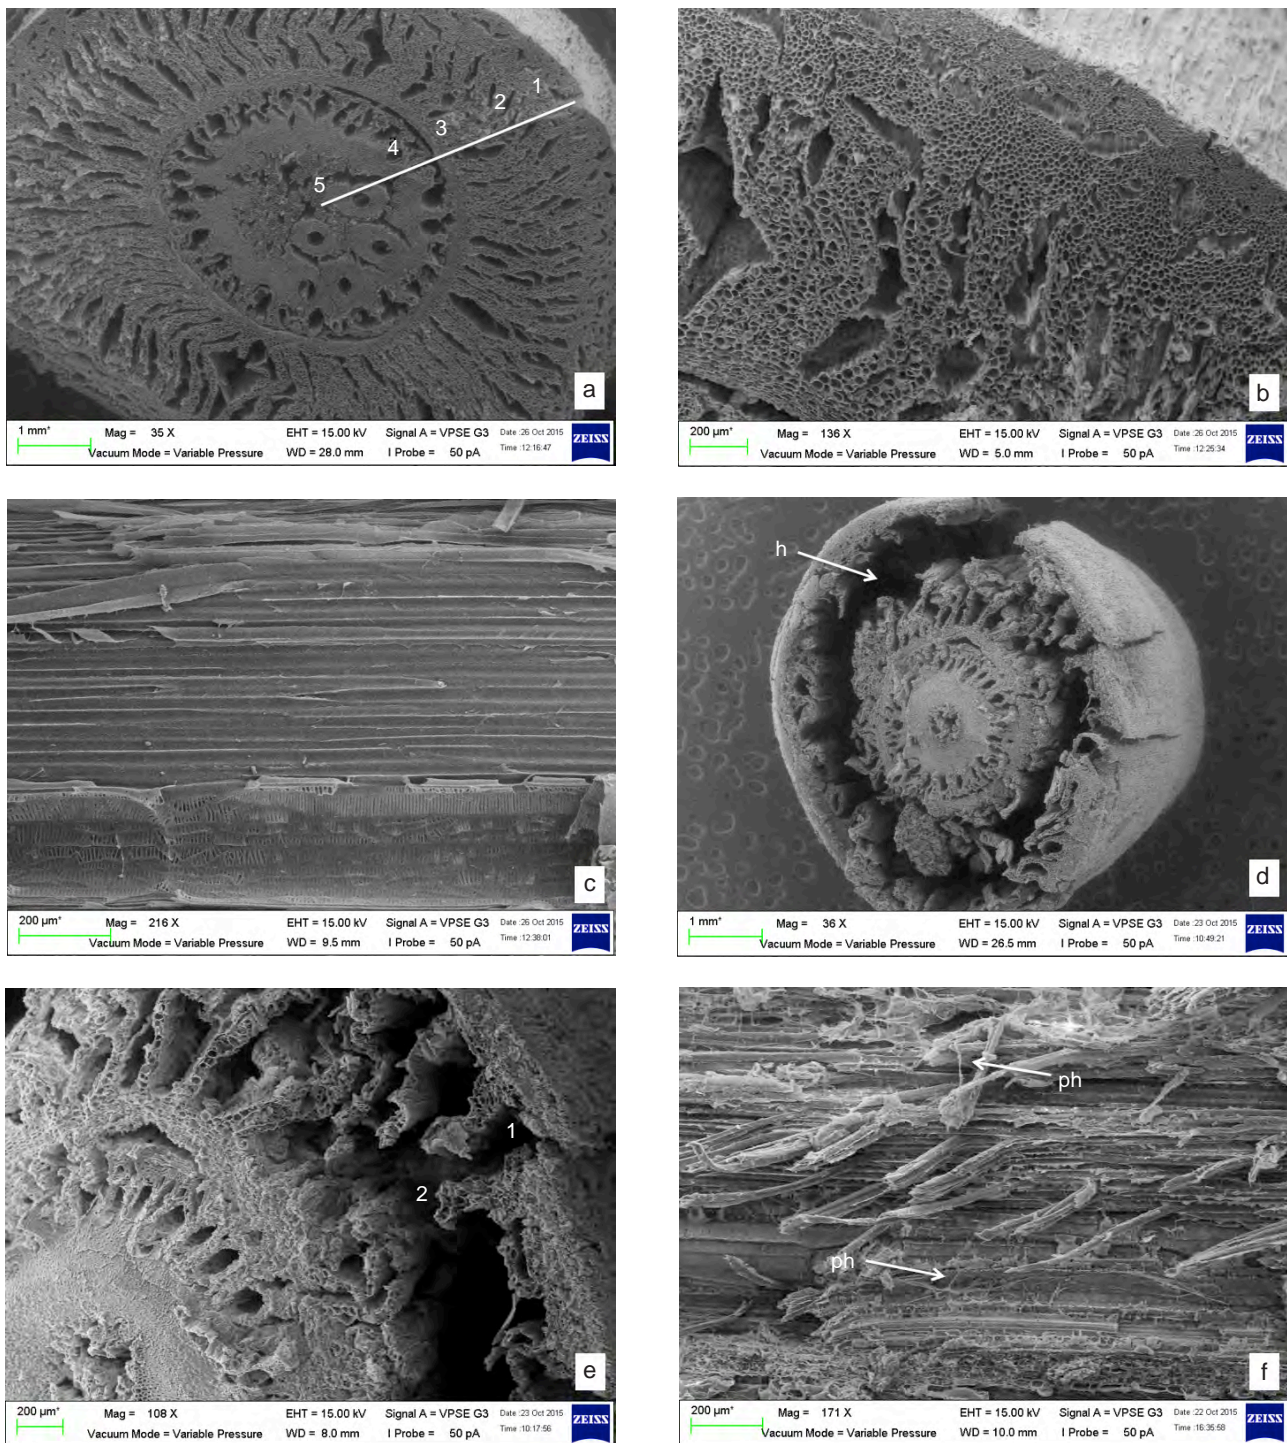 1
2
3
4
5
a
1 mm+ Mag = 35 X EHT = 15.00 kV Signal A = VPSE G3 Date :26 Oct 2015
Vacuum Mode = Variable Pressure WD = 28.0 mm I Probe = 50 pA Time :12:16:47
ZEISS
b
200 µm+ Mag = 136 X EHT = 15.00 kV Signal A = VPSE G3 Date :26 Oct 2015
Vacuum Mode = Variable Pressure WD = 5.0 mm I Probe = 50 pA Time :12:25:34
ZEISS
c
200 µm+ Mag = 216 X EHT = 15.00 kV Signal A = VPSE G3 Date :26 Oct 2015
Vacuum Mode = Variable Pressure WD = 9.5 mm I Probe = 50 pA Time :12:38:01
ZEISS
h
d
1 mm+ Mag = 36 X EHT = 15.00 kV Signal A = VPSE G3 Date :23 Oct 2015
Vacuum Mode = Variable Pressure WD = 26.5 mm I Probe = 50 pA Time :10:49:21
ZEISS
1
2
e
200 µm+ Mag = 108 X EHT = 15.00 kV Signal A = VPSE G3 Date :23 Oct 2015
Vacuum Mode = Variable Pressure WD = 8.0 mm I Probe = 50 pA Time :10:17:56
ZEISS
ph
ph
f
200 µm+ Mag = 171 X EHT = 15.00 kV Signal A = VPSE G3 Date :22 Oct 2015
Vacuum Mode = Variable Pressure WD = 10.0 mm I Probe = 50 pA Time :16:35:58
ZEISS